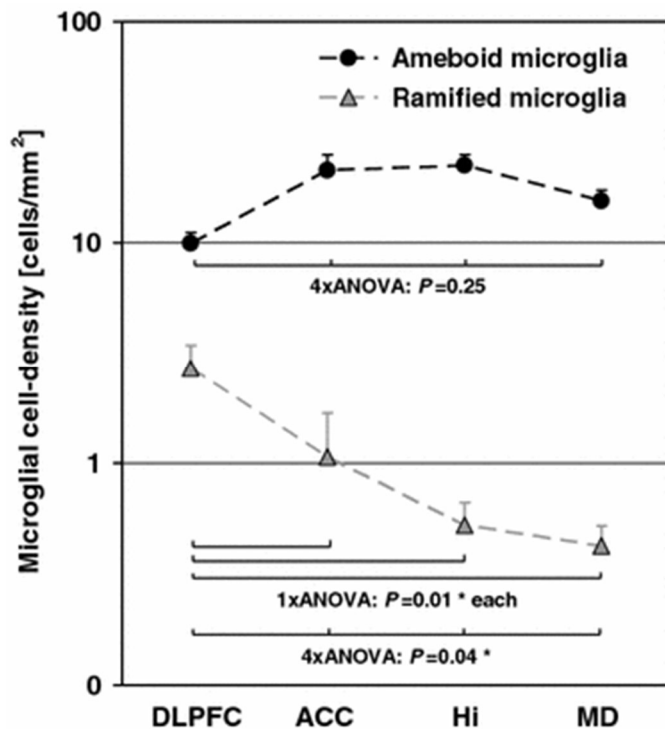 100
Ameboid microglia
Ramified microglia
Microglial cell-density [cells/mm²]
10
4xANOVA: P=0.25
1
1xANOVA: P=0.01 * each
4xANOVA: P=0.04 *
0
DLPFC ACC Hi MD